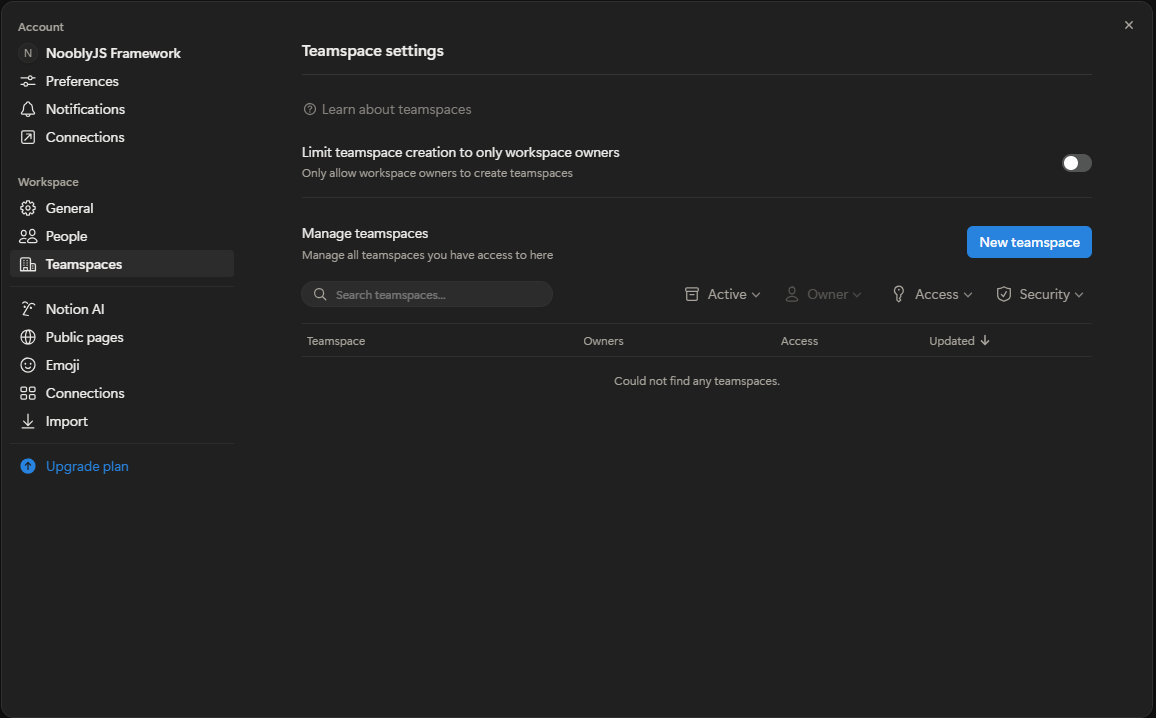 Account
N NooblyJS Framework
Preferences
Notifications
Connections
Workspace
General
People
Teamspaces
Notion AI
Public pages
Emoji
Connections
Import
Upgrade plan
Teamspace settings
Learn about teamspaces
Limit teamspace creation to only workspace owners
Only allow workspace owners to create teamspaces
Manage teamspaces
Manage all teamspaces you have access to here
New teamspace
Search teamspaces...
Active Owner Access Security
Teamspace Owners Access Updated
Could not find any teamspaces.